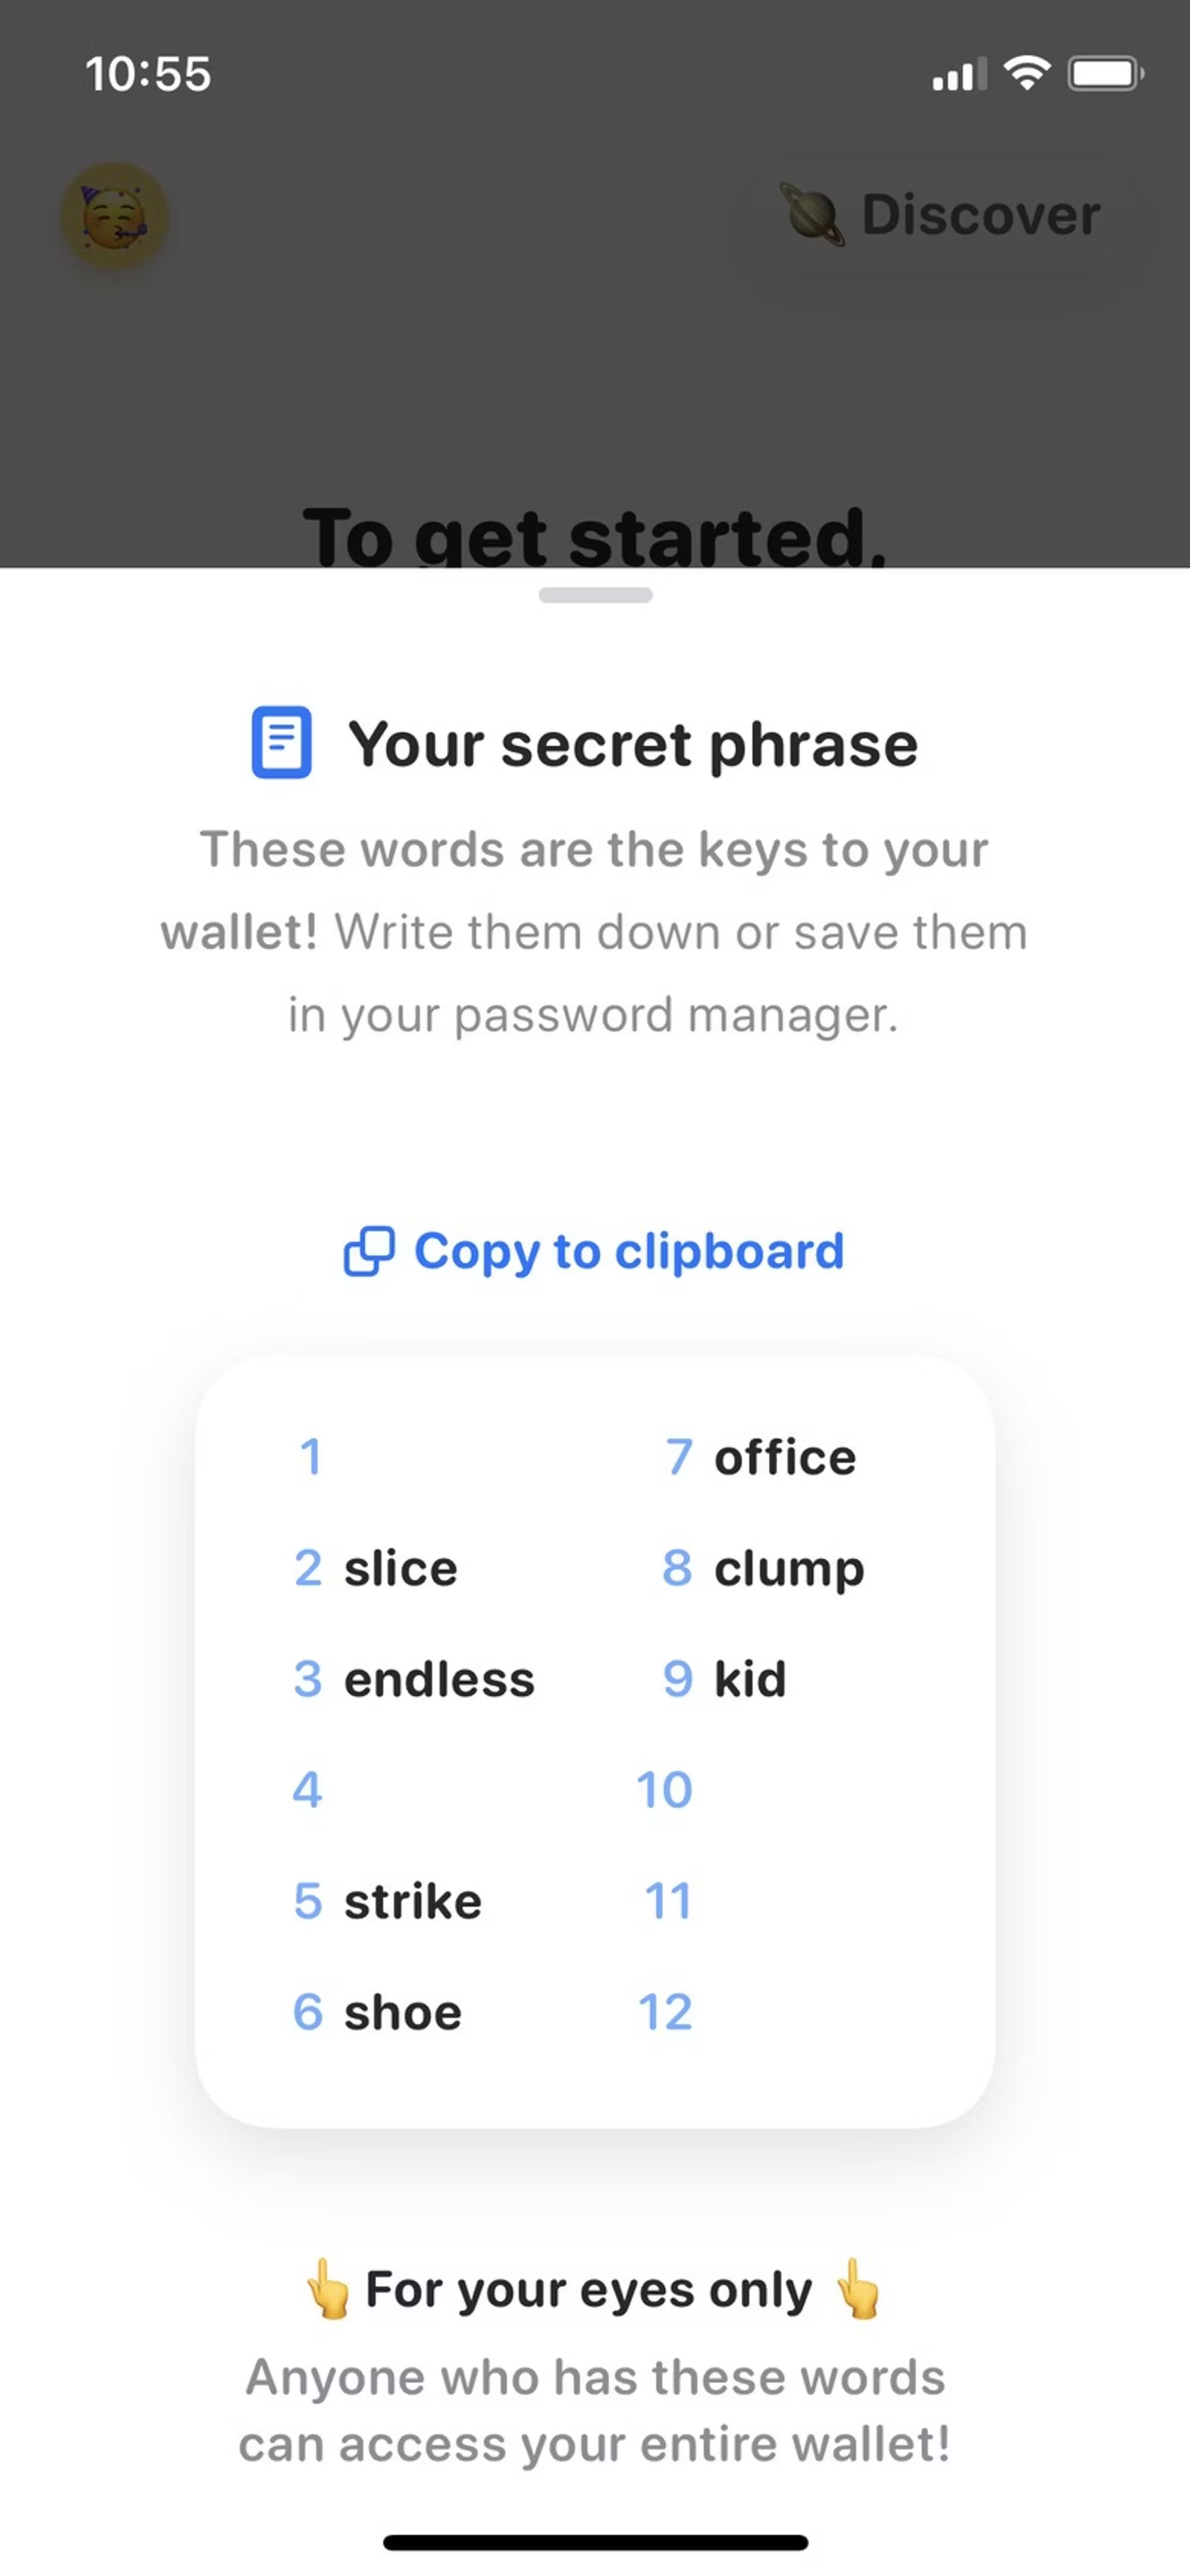 10:55
Discover
To get started,
Your secret phrase
These words are the keys to your
wallet! Write them down or save them
in your password manager.
Copy to clipboard
1
2 slice
3 endless
4
5 strike
6 shoe
7 office
8 clump
9 kid
10
11
12
For your eyes only
Anyone who has these words
can access your entire wallet!